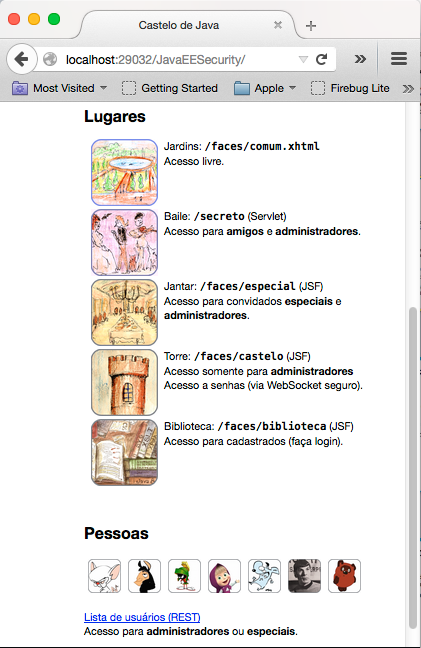 Castelo de Java
localhost:29032/JavaEESecurity/
Most Visited
Getting Started
Apple
Firebug Lite
Lugares
Jardins: /faces/comum.xhtml
Acesso livre.
Baile: /secreto (Servlet)
Acesso para amigos e administradores.
Jantar: /faces/especial (JSF)
Acesso para convidados especiais e
administradores.
Torre: /faces/castelo (JSF)
Acesso somente para administradores
Acesso a senhas (via WebSocket seguro).
Biblioteca: /faces/biblioteca (JSF)
Acesso para cadastrados (faça login).
Pessoas
Lista de usuários (REST)
Acesso para administradores ou especiais.